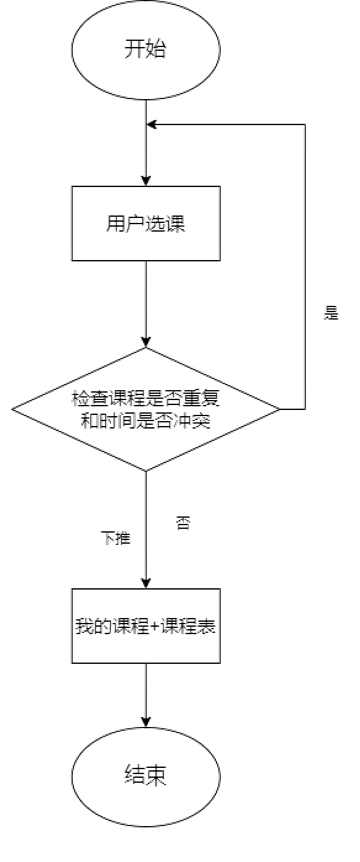 开始
用户选课
是
检查课程是否重复
和时间是否冲突
否
下推
我的课程+课程表
结束